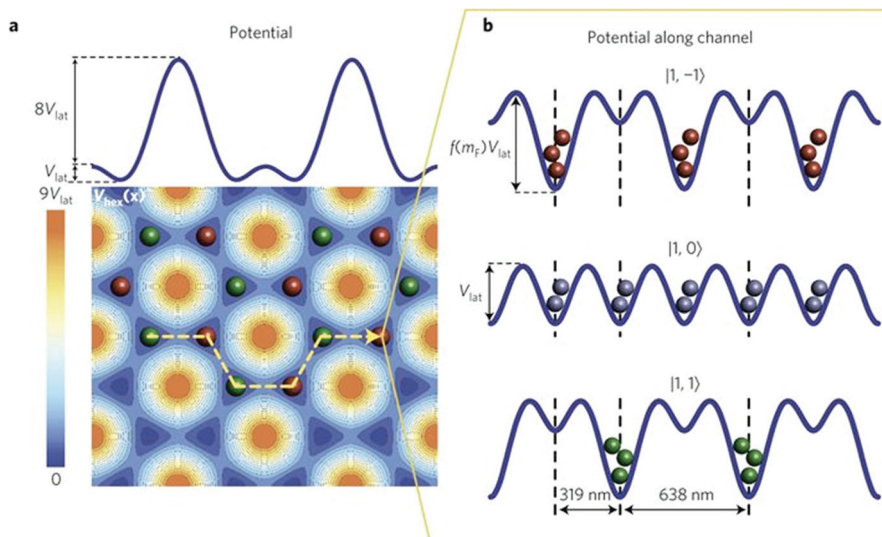 a
Potential
8V_lat
V_lat
9V_lat
V_hex(x)
0
b
Potential along channel
|1, −1⟩
f(m_F)V_lat
|1, 0⟩
V_lat
|1, 1⟩
319 nm
638 nm